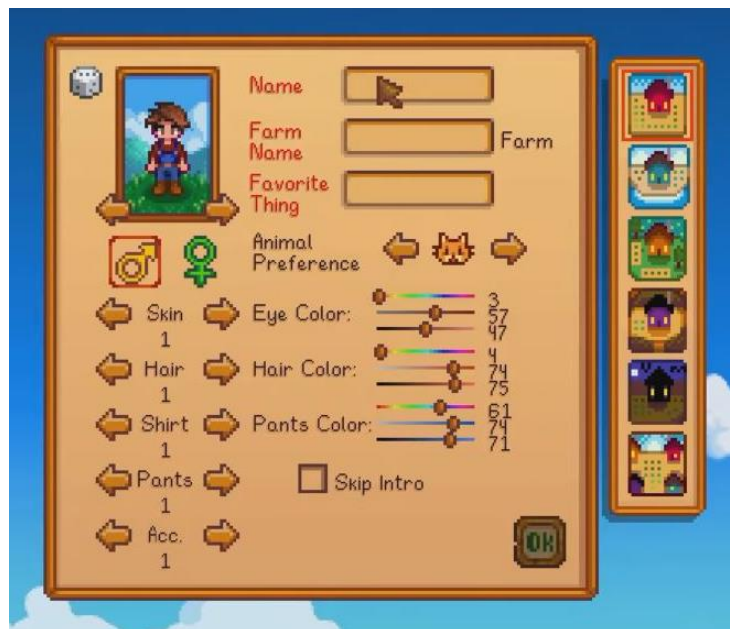 Name
Farm
Name
Farm
Favorite
Thing
Animal
Preference
Skin
1
Eye Color:
3
57
47
Hair
1
Hair Color:
4
74
75
Shirt
1
Pants Color:
61
74
71
Pants
1
Skip Intro
Acc.
1
OK